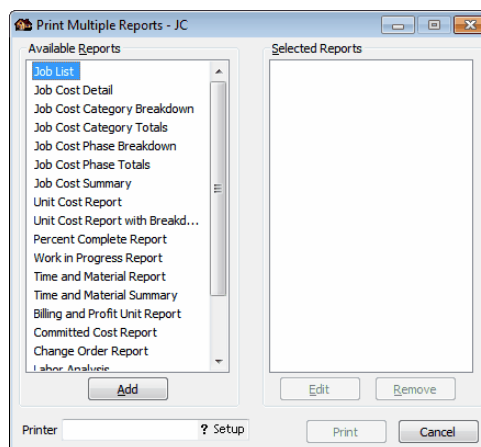 Print Multiple Reports - JC
Available Reports
Job List
Job Cost Detail
Job Cost Category Breakdown
Job Cost Category Totals
Job Cost Phase Breakdown
Job Cost Phase Totals
Job Cost Summary
Unit Cost Report
Unit Cost Report with Breakd...
Percent Complete Report
Work in Progress Report
Time and Material Report
Time and Material Summary
Billing and Profit Unit Report
Committed Cost Report
Change Order Report
Labor Analysis
Add
Selected Reports
Edit Remove
Printer ? Setup
Print Cancel